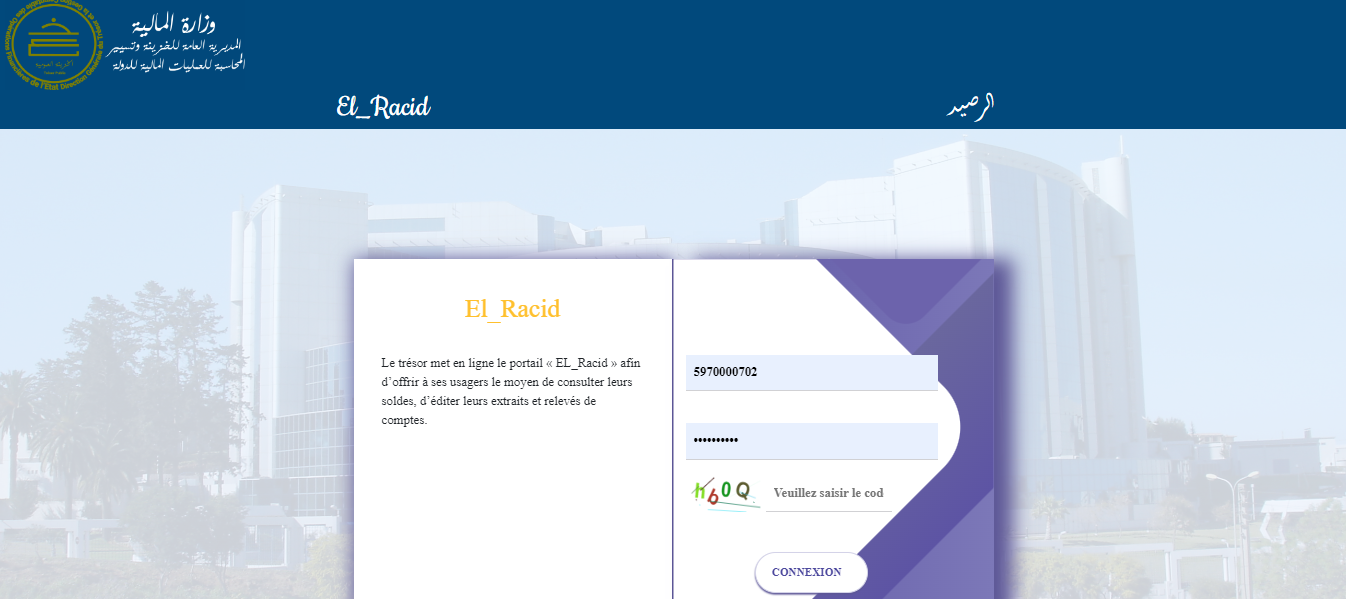 وزارة المالية
المديرية العامة للخزينة وتسيير
المحاسبة للعمليات المالية للدولة
El_Racid
الرصيد
El_Racid
Le trésor met en ligne le portail « EL_Racid » afin
d’offrir à ses usagers le moyen de consulter leurs
soldes, d’éditer leurs extraits et relevés de
comptes.
5970000702
••••••••••
h60Q
Veuillez saisir le cod
CONNEXION